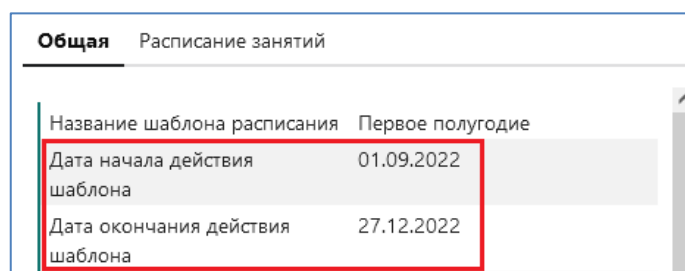 Общая Расписание занятий
Название шаблона расписания Первое полугодие
Дата начала действия 01.09.2022
шаблона
Дата окончания действия 27.12.2022
шаблона